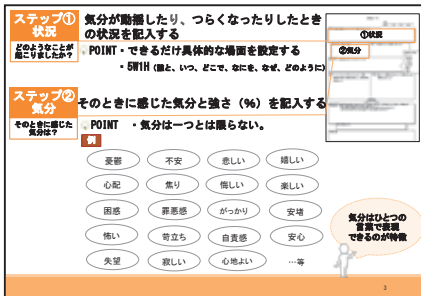 ステップ①
状況
どのようなことが
起こりましたか？
気分が動揺したり、つらくなったりしたとき
の状況を記入する
POINT・できるだけ具体的な場面を設定する
・5W1H（誰と、いつ、どこで、なにを、なぜ、どのように）
①状況
②気分
ステップ②
気分
そのときに感じた
気分は？
そのときに感じた気分と強さ（%）を記入する
POINT ・気分は一つとは限らない。
例
憂鬱 不安 悲しい 嬉しい
心配 焦り 悔しい 楽しい
困惑 罪悪感 がっかり 安堵
怖い 苛立ち 自責感 安心
失望 寂しい 心地よい …等
気分はひとつの
言葉で表現
できるのが特徴
3